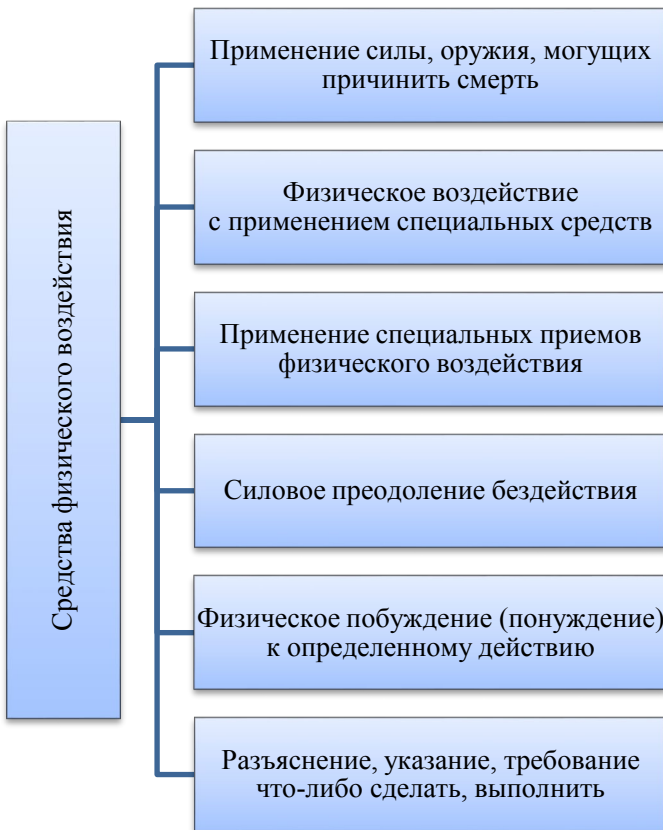 Средства физического воздействия
Применение силы, оружия, могущих
причинить смерть
Физическое воздействие
с применением специальных средств
Применение специальных приемов
физического воздействия
Силовое преодоление бездействия
Физическое побуждение (понуждение)
к определенному действию
Разъяснение, указание, требование
что-либо сделать, выполнить